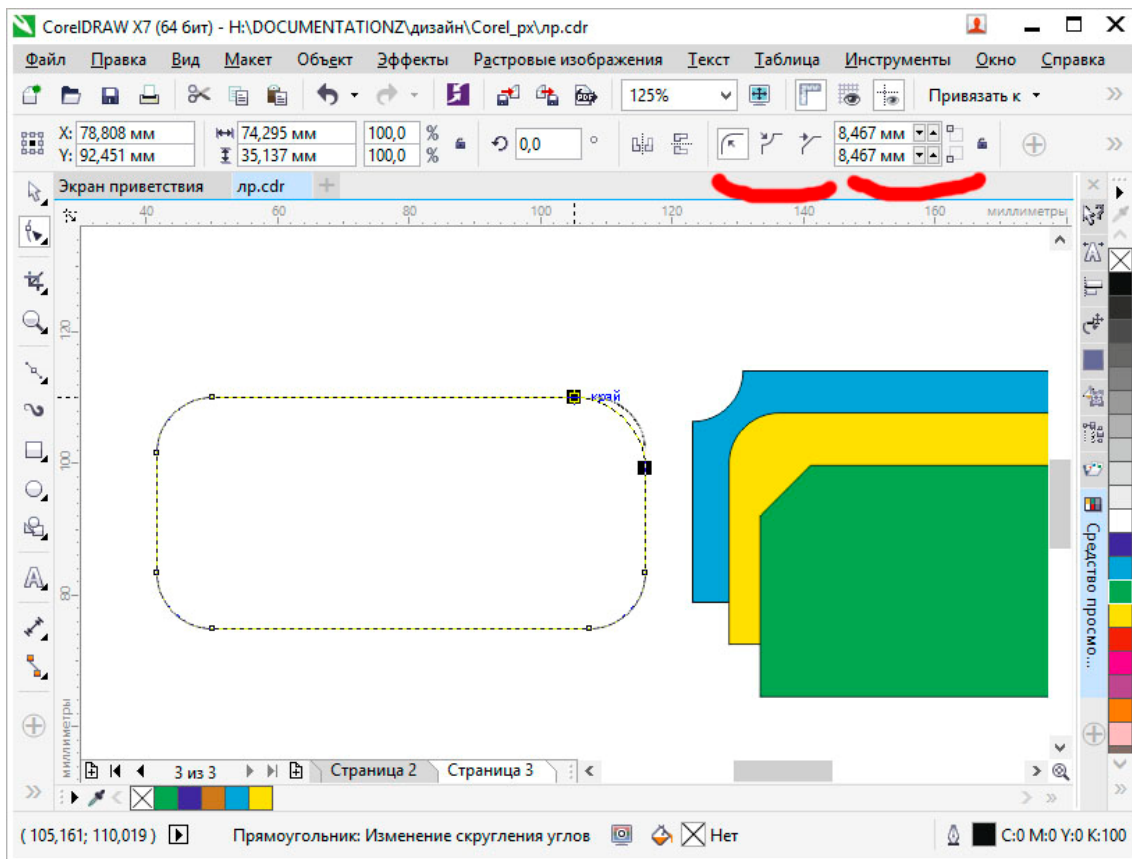 CorelDRAW X7 (64 бит) - H:\DOCUMENTATIONZ\дизайн\Corel_px\лр.cdr
Файл Правка Вид Макет Объект Эффекты Растровые изображения Текст Таблица Инструменты Окно Справка
PDF 125% Привязать к
X: 78,808 мм 74,295 мм 100,0 % 0,0 ° 8,467 мм
Y: 92,451 мм 35,137 мм 100,0 % 8,467 мм
Экран приветствия лр.cdr
40 60 80 100 120 140 160 миллиметры
120
край
100
80
Средство просмо...
миллиметры
3 из 3 Страница 2 Страница 3
( 105,161; 110,019 ) Прямоугольник: Изменение скругления углов Нет C:0 M:0 Y:0 K:100